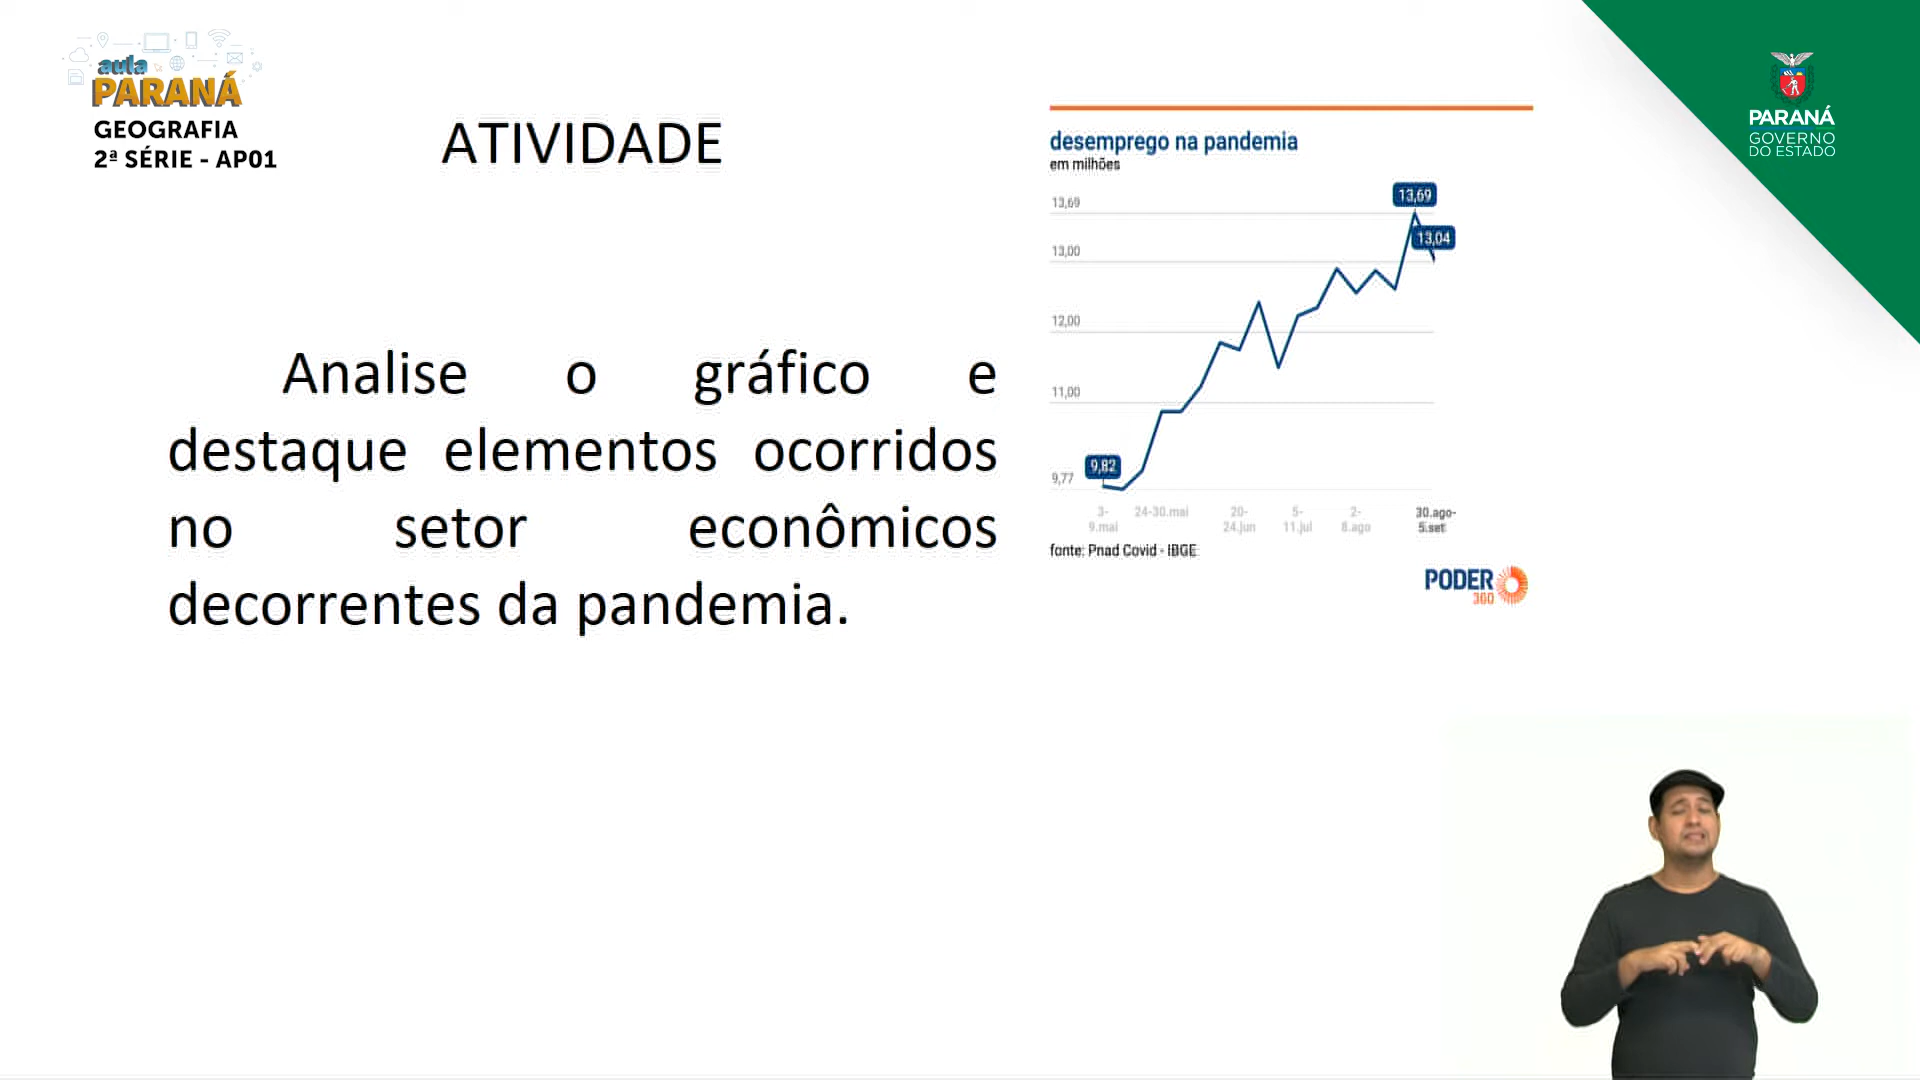 aula
PARANÁ
GEOGRAFIA
2ª SÉRIE - AP01
ATIVIDADE
Analise o gráfico e
destaque elementos ocorridos
no setor econômicos
decorrentes da pandemia.
desemprego na pandemia
em milhões
13,69
13,69
13,04
13,00
12,00
11,00
9,82
9,77
3-
9.mai
24-30.mai
20-
24.jun
5-
11.jul
2-
8.ago
30.ago-
5.set
fonte: Pnad Covid - IBGE
PODER
360
PARANÁ
GOVERNO
DO ESTADO